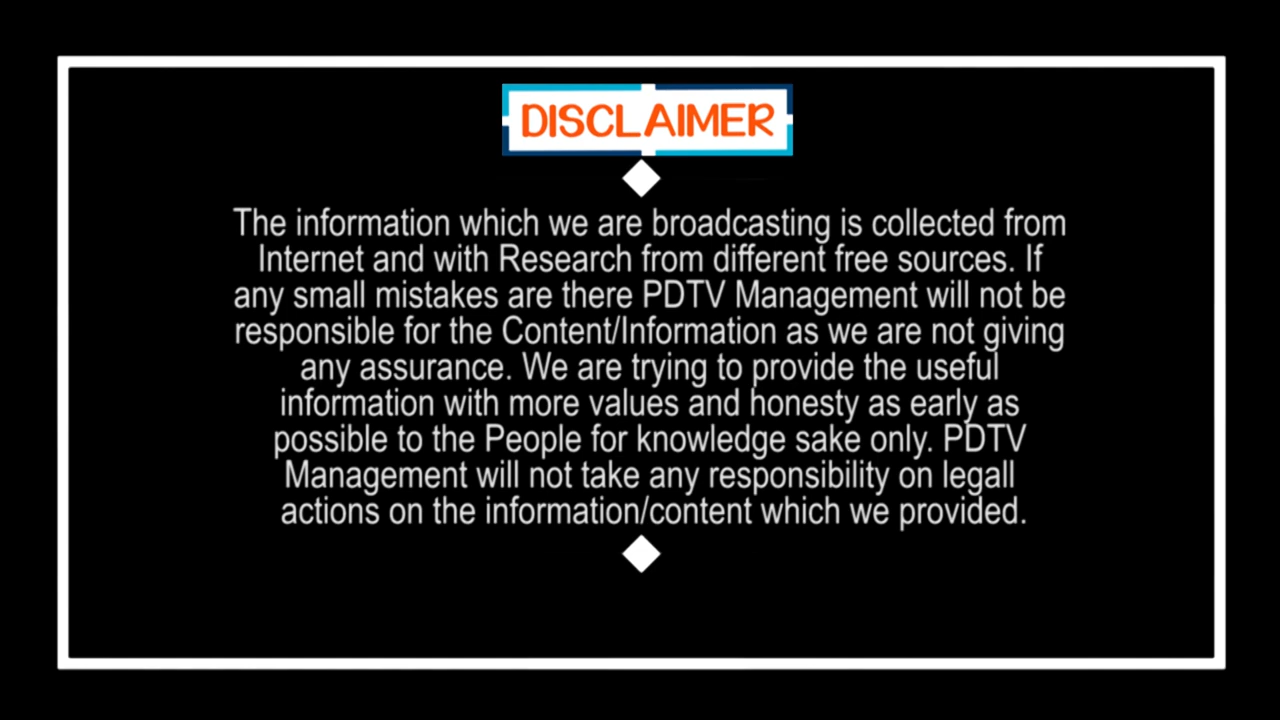 DISCLAIMER
The information which we are broadcasting is collected from
Internet and with Research from different free sources. If
any small mistakes are there PDTV Management will not be
responsible for the Content/Information as we are not giving
any assurance. We are trying to provide the useful
information with more values and honesty as early as
possible to the People for knowledge sake only. PDTV
Management will not take any responsibility on legall
actions on the information/content which we provided.